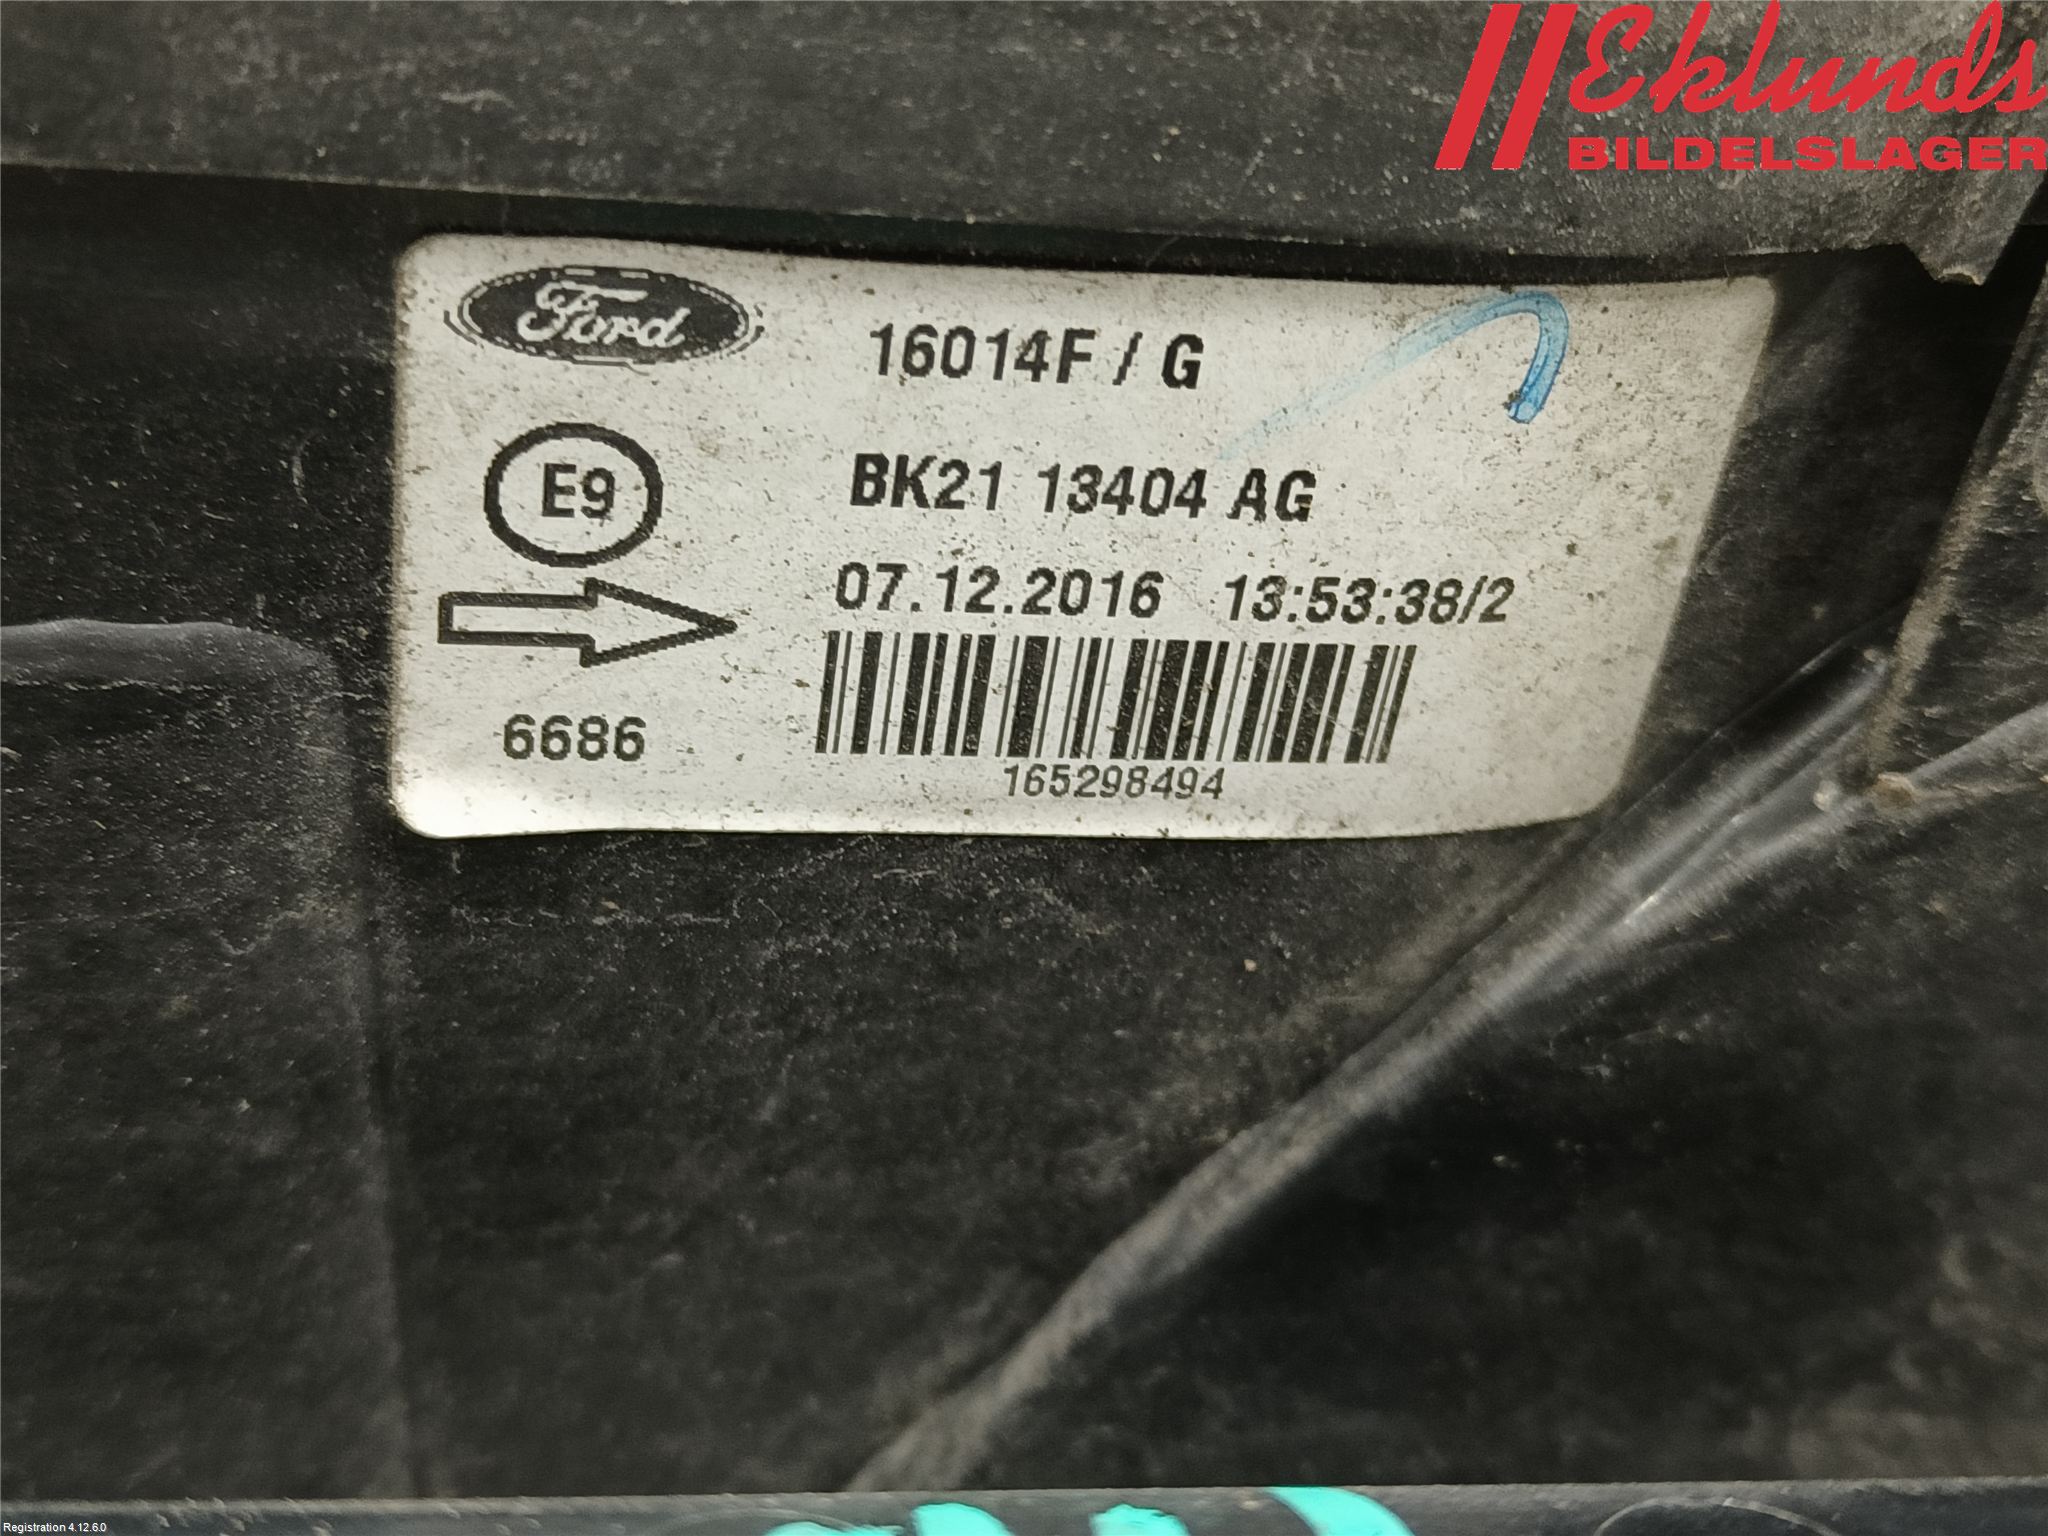 Eklunds
BILDELSLAGER
Ford
16014F / G
E9
BK21 13404 AG
07.12.2016 13:53:38/2
6686
165298494
Registration 4.12.6.0